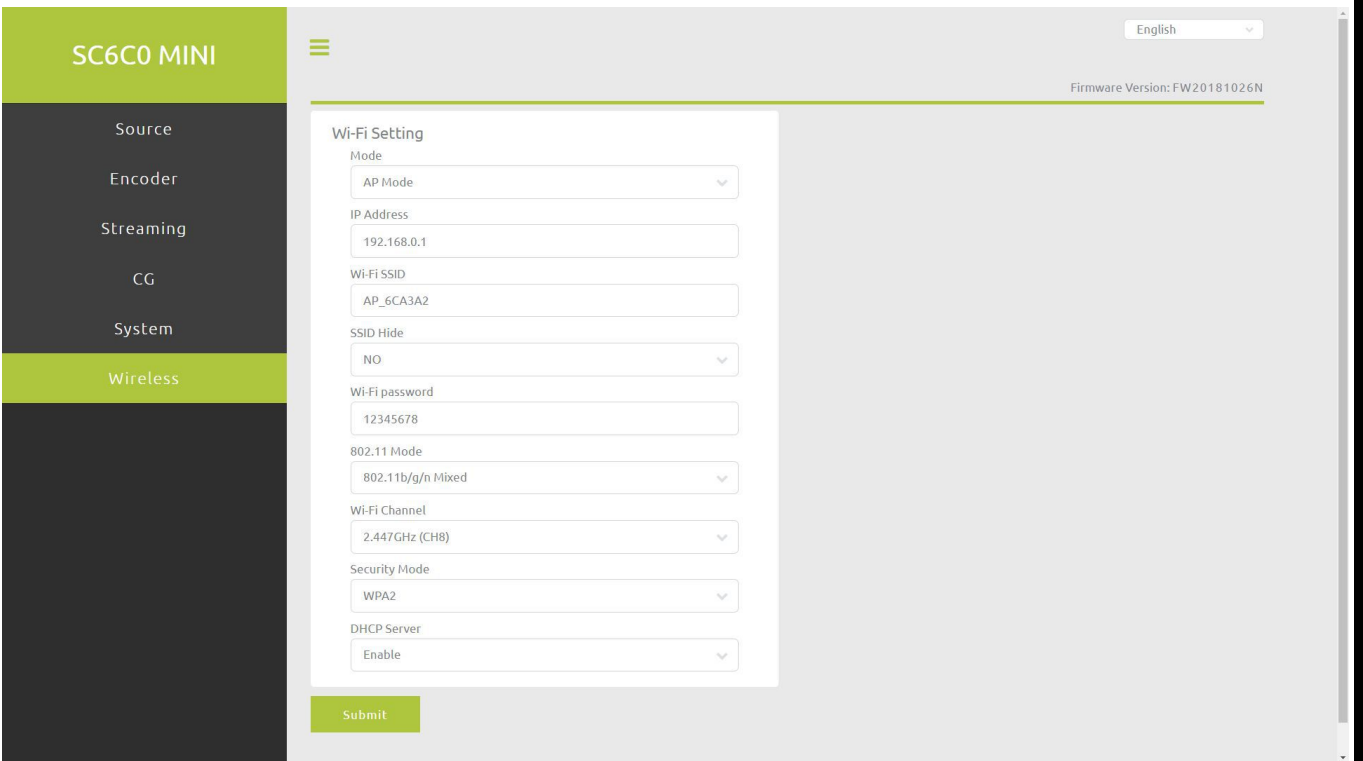 SC6C0 MINI
English
Firmware Version: FW20181026N
Source
Encoder
Streaming
CG
System
Wireless
Wi-Fi Setting
Mode
AP Mode
IP Address
192.168.0.1
Wi-Fi SSID
AP_6CA3A2
SSID Hide
NO
Wi-Fi password
12345678
802.11 Mode
802.11b/g/n Mixed
Wi-Fi Channel
2.447GHz (CH8)
Security Mode
WPA2
DHCP Server
Enable
Submit